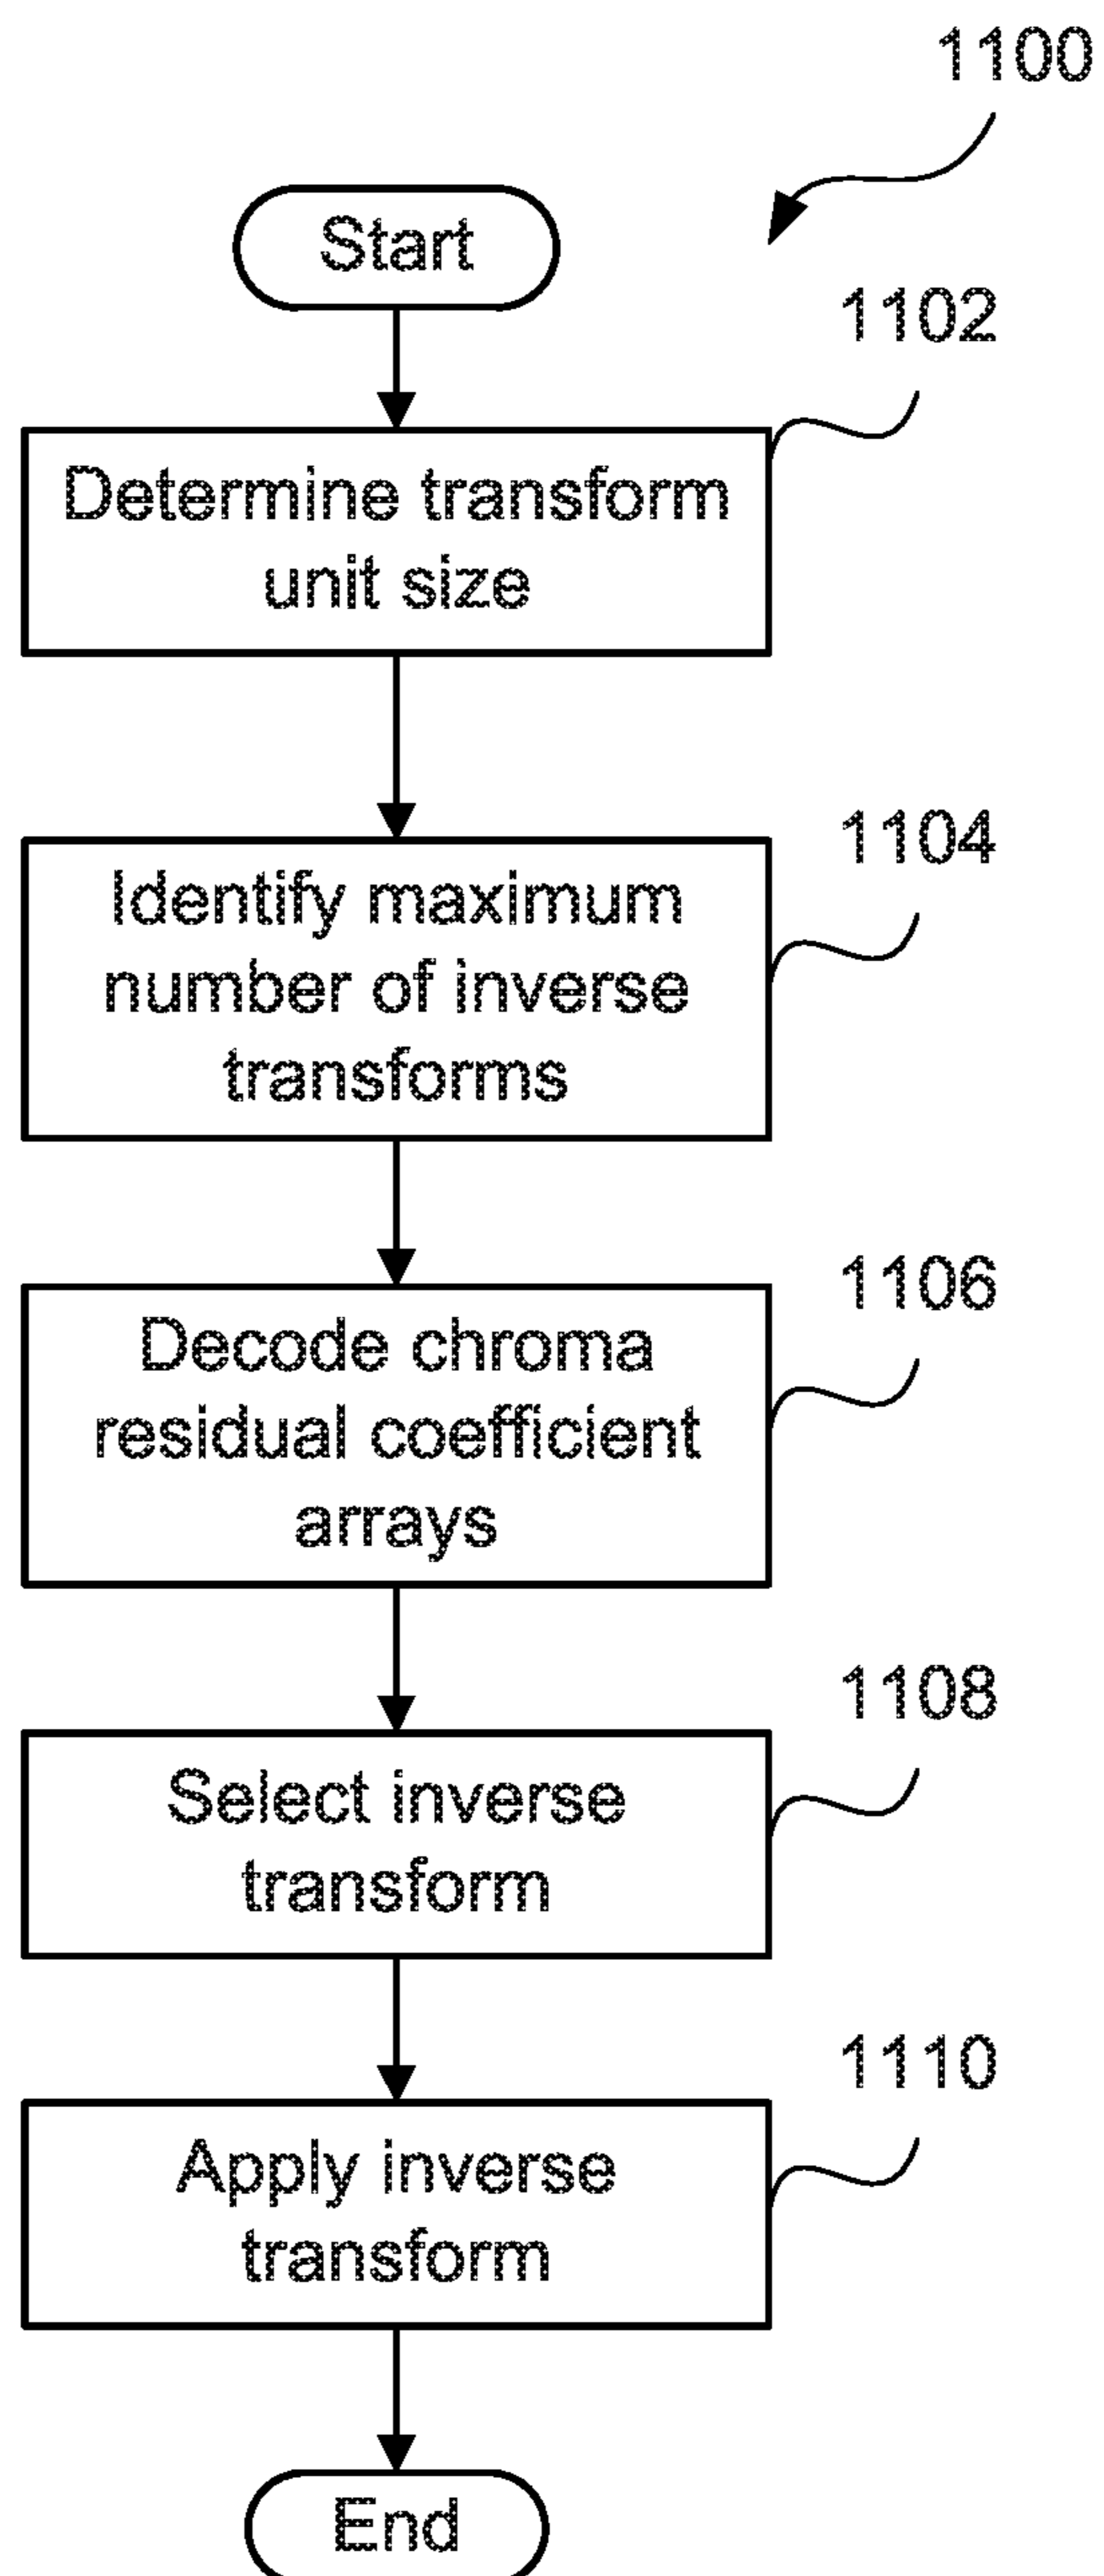 1100
Start
1102
Determine transform
unit size
1104
Identify maximum
number of inverse
transforms
1106
Decode chroma
residual coefficient
arrays
1108
Select inverse
transform
1110
Apply inverse
transform
End